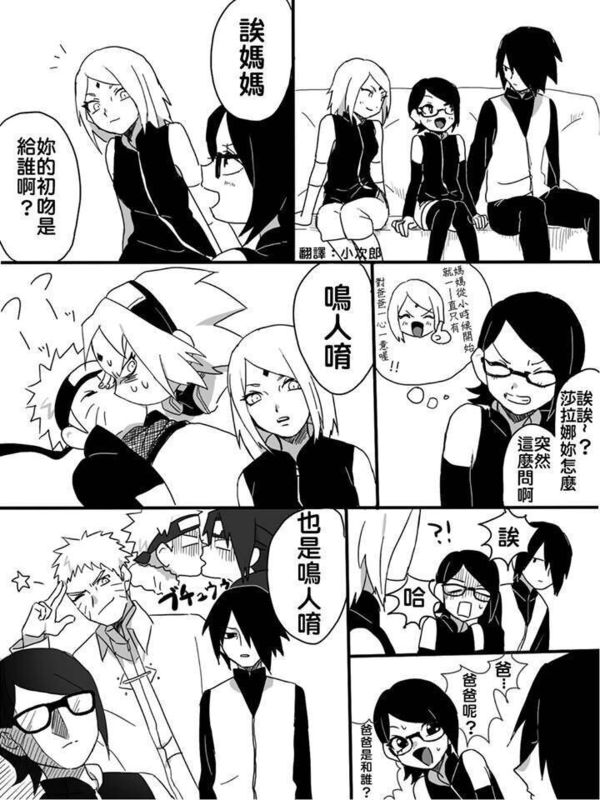 翻譯：小次郎
誒媽媽
妳的初吻是
給誰啊？
誒誒~？
莎拉娜妳怎麼
突然
這麼問啊
媽媽從小時候開始
就一──直只有
對爸爸一心一意喔!!
鳴人唷
誒
?!
哈
爸…
爸爸呢？
爸爸是和誰？
也是鳴人唷